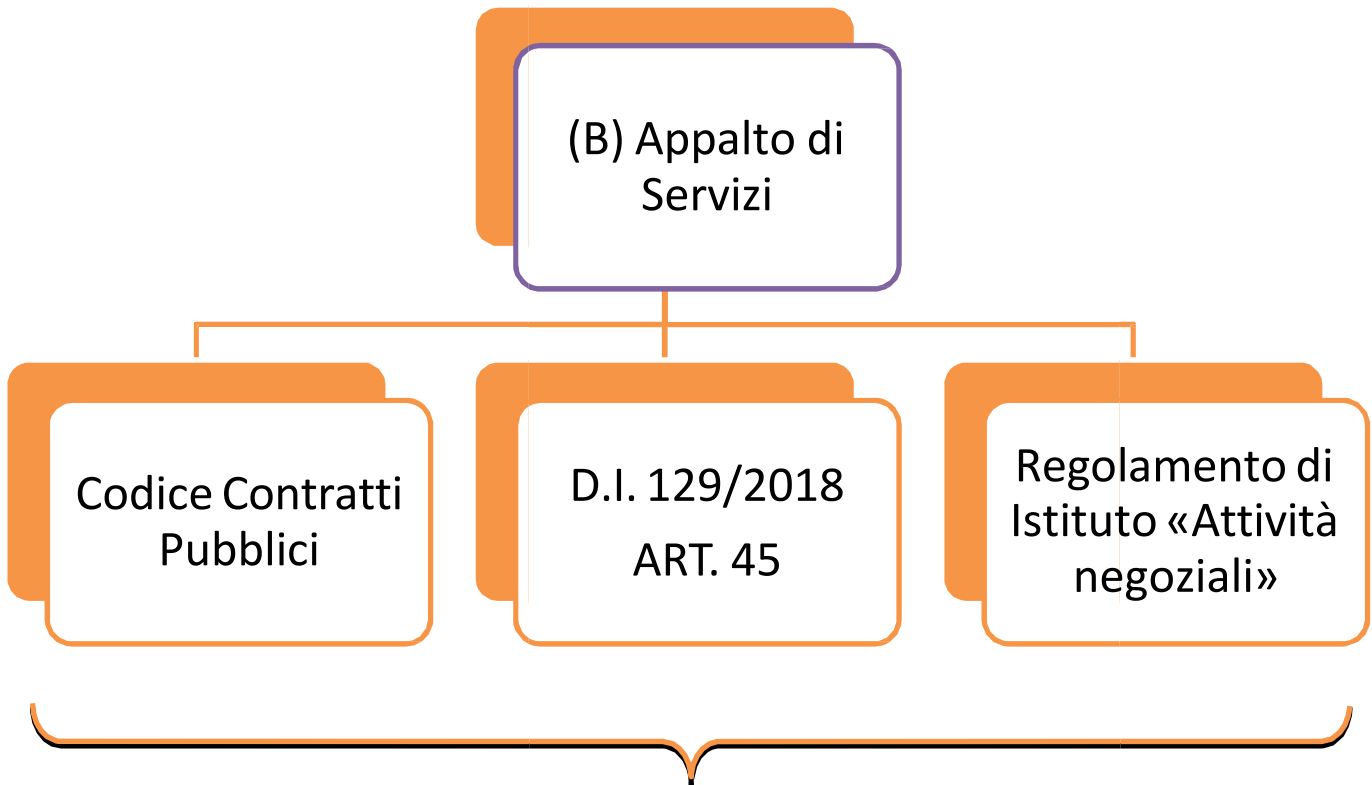 (B) Appalto di
Servizi
Codice Contratti
Pubblici
D.I. 129/2018
ART. 45
Regolamento di
Istituto «Attività
negoziali»